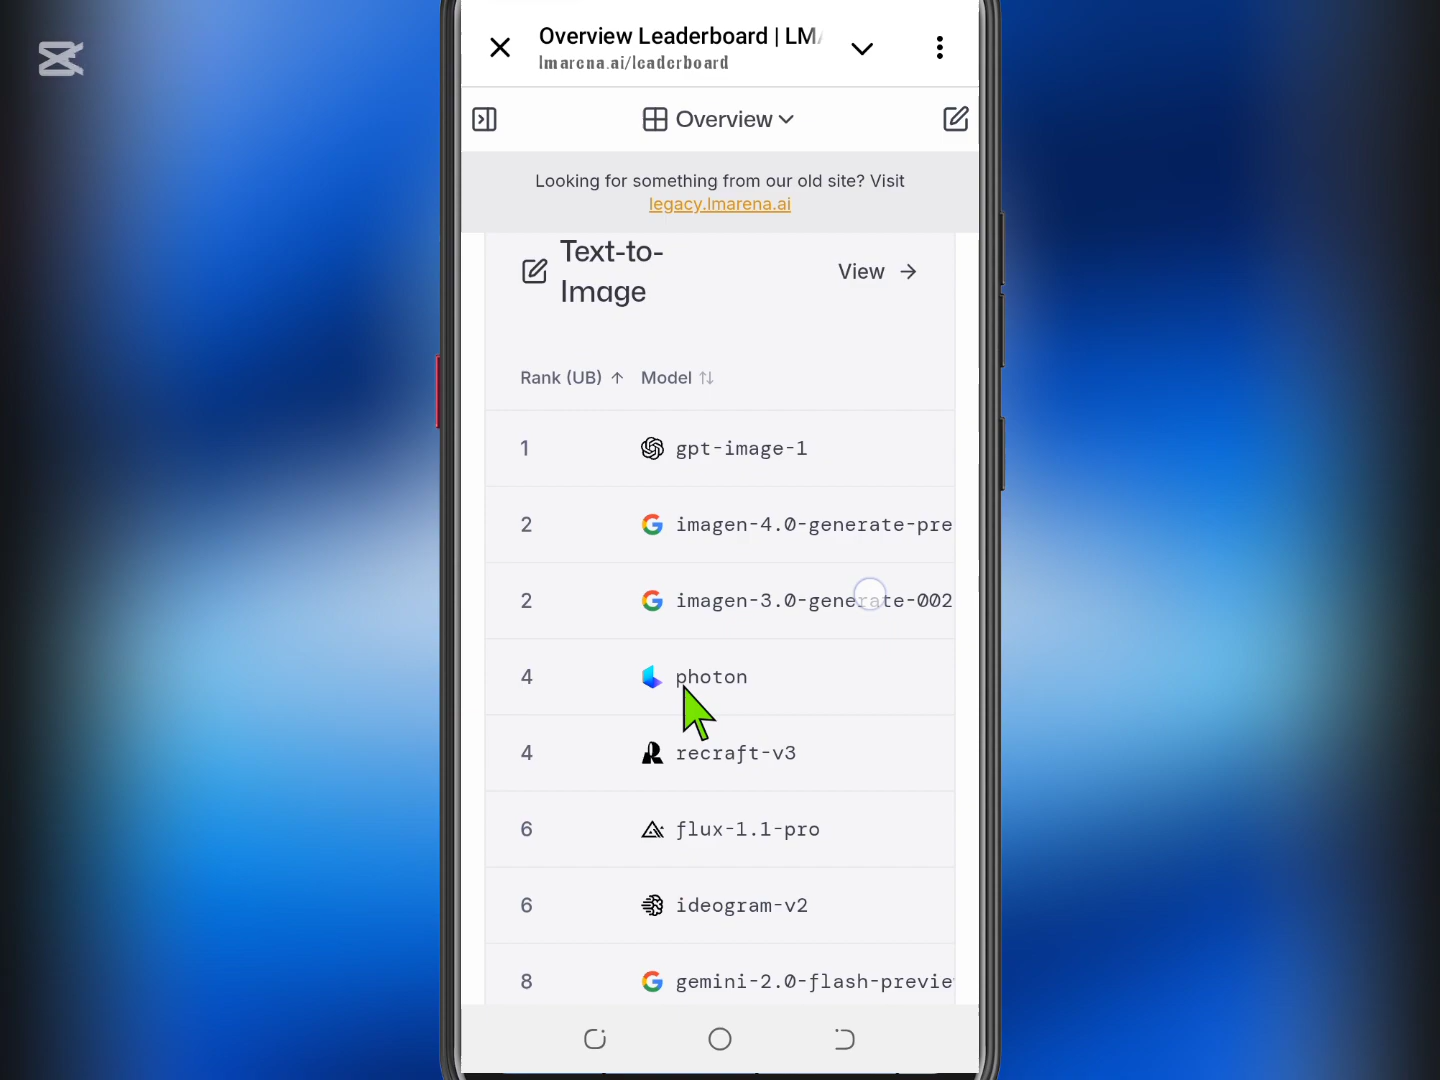 Overview Leaderboard | LM
lmarena.ai/leaderboard
Overview
Looking for something from our old site? Visit
legacy.lmarena.ai
Text-to-
Image
View →
Rank (UB) ↑ Model ↑↓
1 gpt-image-1
2 imagen-4.0-generate-pre
2 imagen-3.0-generate-002
4 photon
4 recraft-v3
6 flux-1.1-pro
6 ideogram-v2
8 gemini-2.0-flash-previe